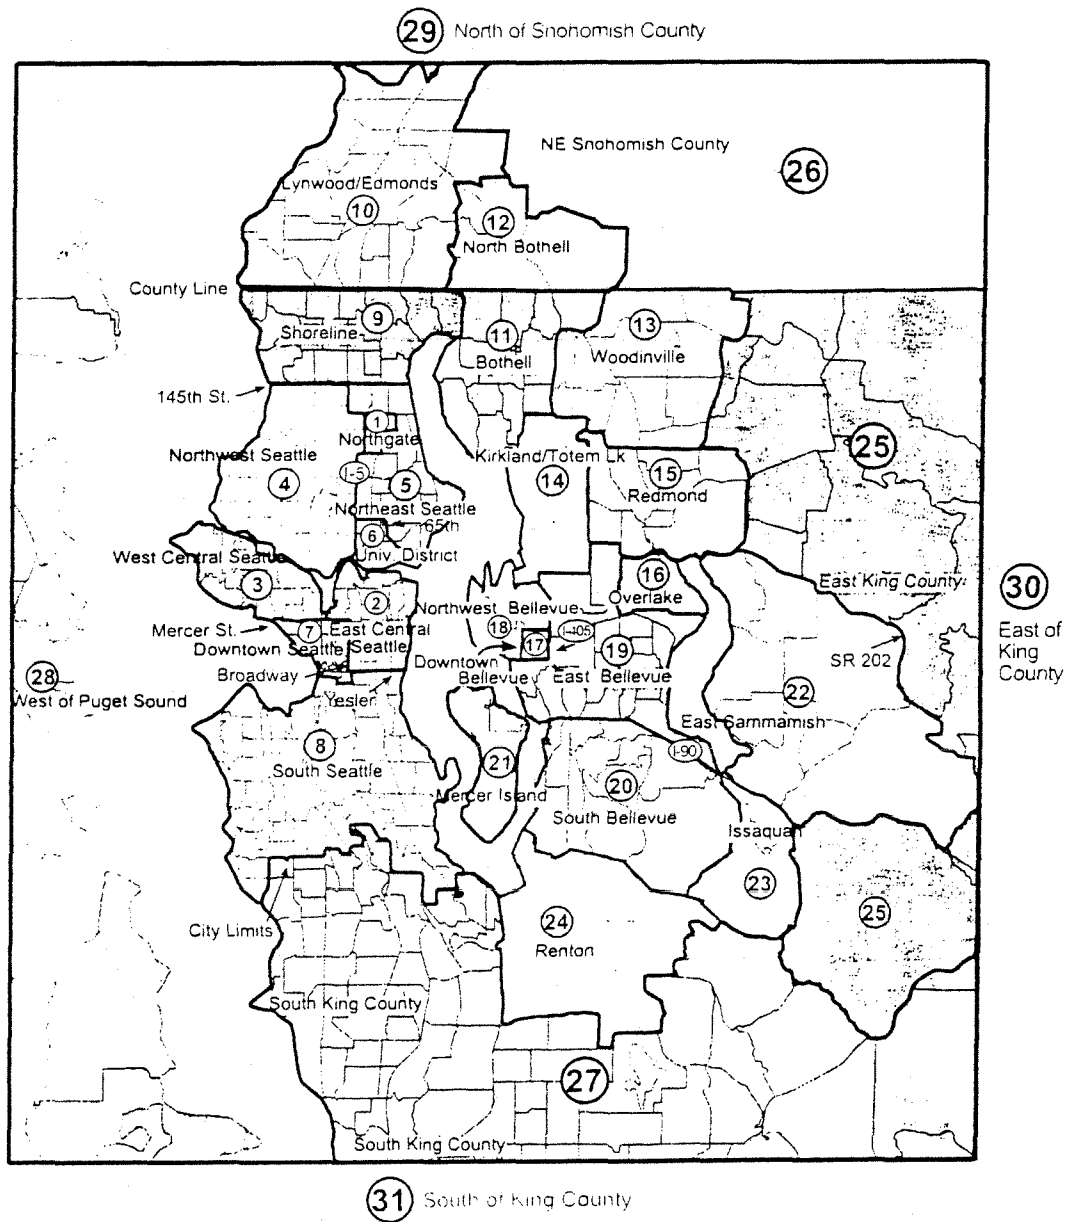 29 North of Snohomish County
NE Snohomish County
26
Lynwood/Edmonds
10
12
North Bothell
County Line
9
Shoreline
11
Bothell
13
Woodinville
145th St.
1
Northgate
25
Northwest Seattle
4
I-5
5
Northeast Seattle
65th
6
Univ. District
Kirkland/Totem Lk
14
15
Redmond
West Central Seattle
3
2
East Central
Seattle
16
Overlake
East King County
30
East of
King
County
Mercer St.
7
Downtown Seattle
Broadway
Yesler
Northwest Bellevue
18
17
I-405
19
Downtown
Bellevue
East Bellevue
SR 202
28
West of Puget Sound
22
East Sammamish
8
South Seattle
21
Mercer Island
I-90
20
South Bellevue
Issaquah
23
25
City Limits
24
Renton
South King County
27
South King County
31 South of King County